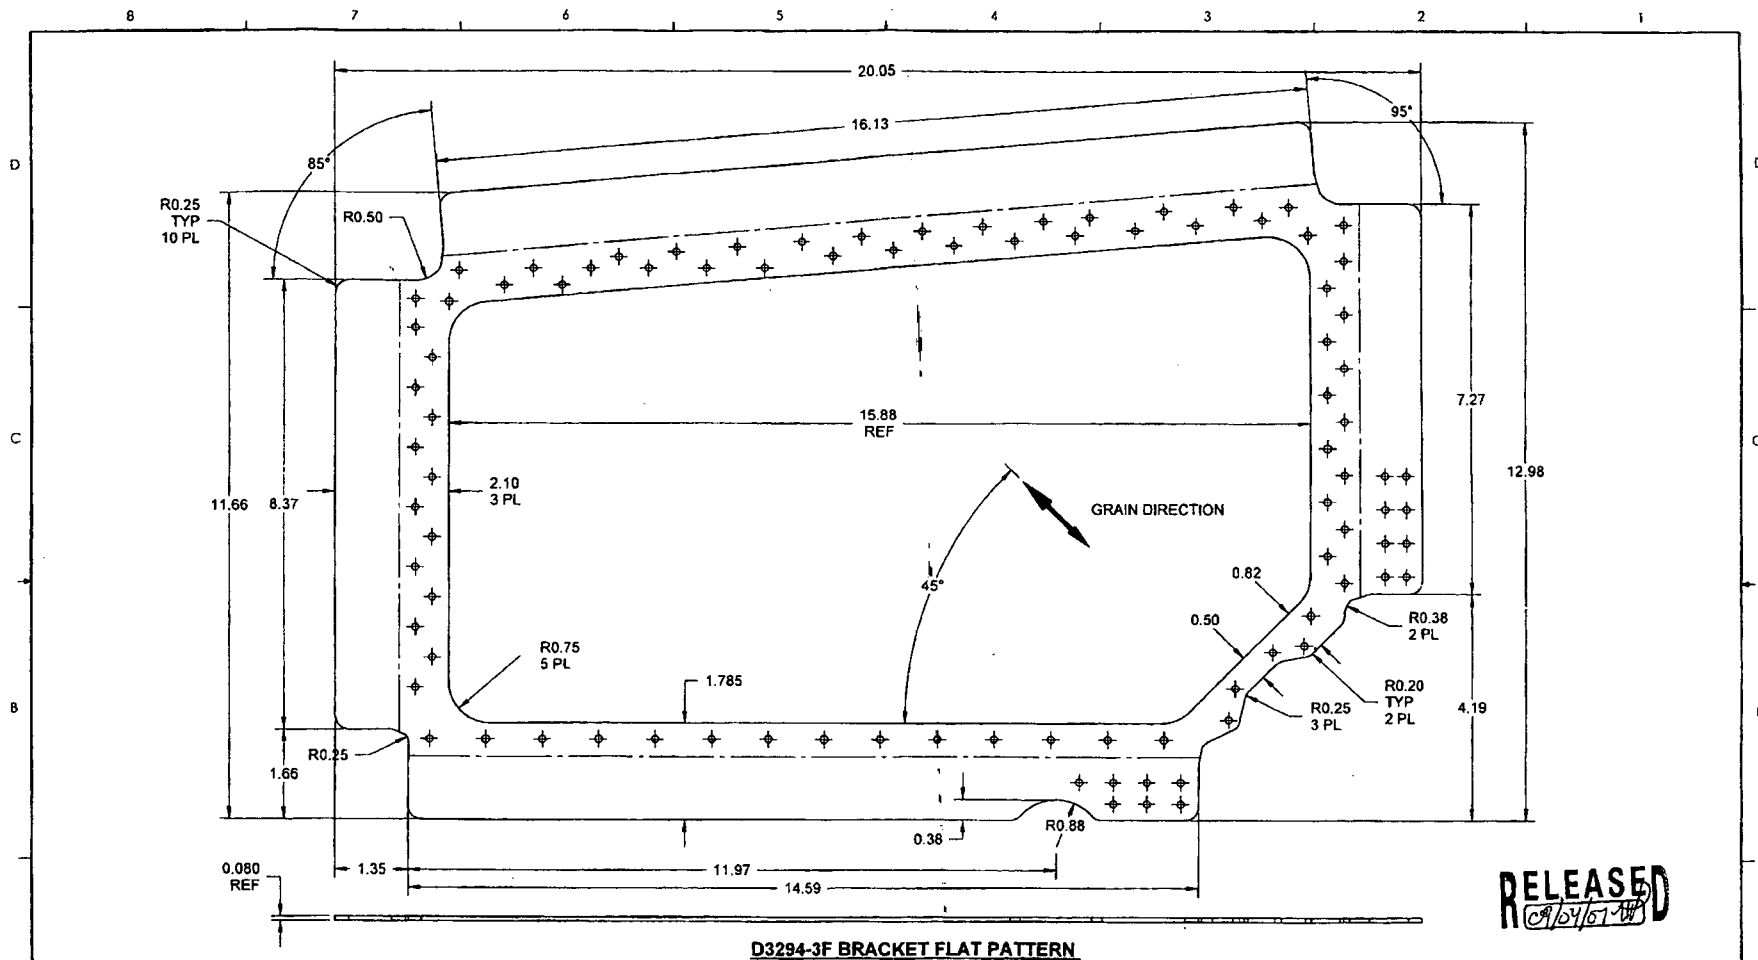 8 7 6 5 4 3 2 1
20.05
16.13
95°
D
85°
R0.25
TYP
10 PL
R0.50
7.27
C
15.88
REF
12.98
11.66
8.37
2.10
3 PL
GRAIN DIRECTION
45°
0.82
0.50
R0.38
2 PL
R0.75
5 PL
1.785
R0.20
TYP
2 PL
R0.25
3 PL
4.19
B
R0.25
1.66
0.38
R0.88
0.080
REF
1.35
11.97
14.59
RELEASED
D3294-3F BRACKET FLAT PATTERN